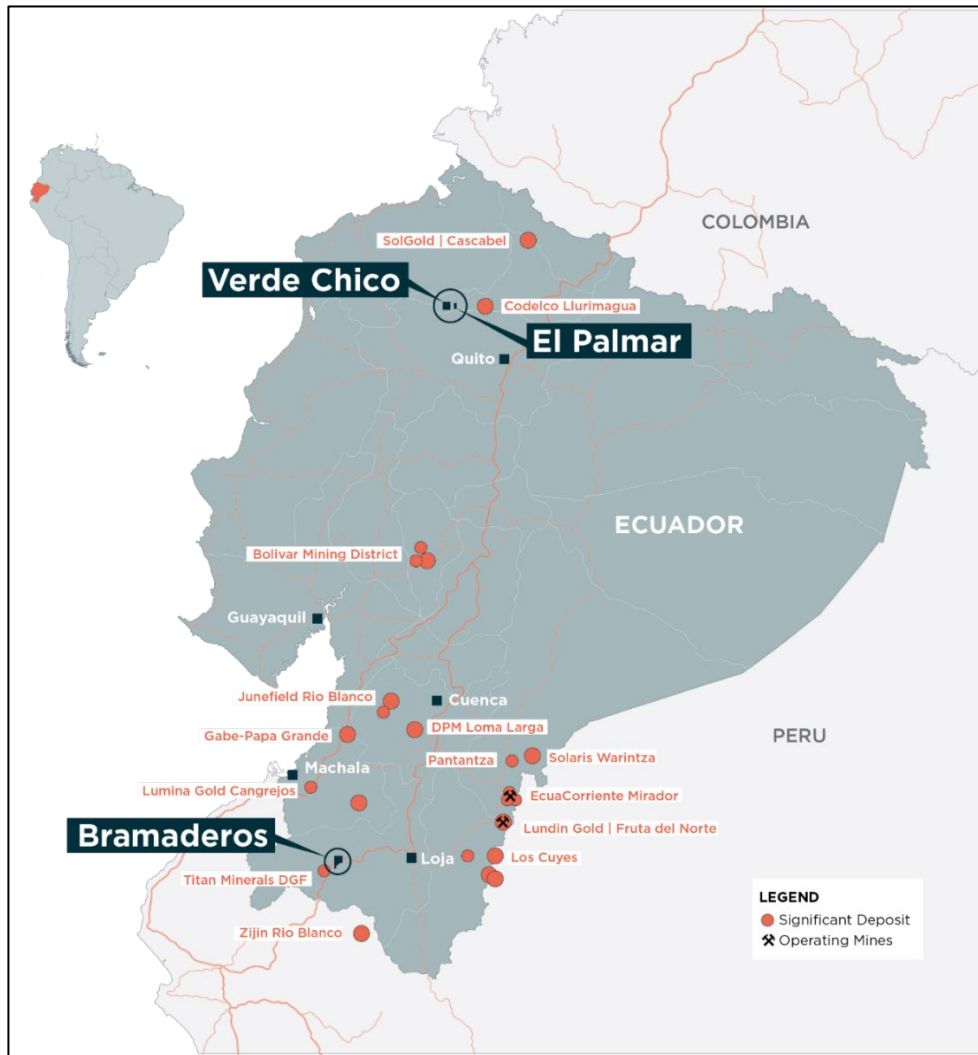 COLOMBIA
SolGold | Cascabel
Verde Chico
Codelco Llurimagua
El Palmar
Quito
ECUADOR
Bolivar Mining District
Guayaquil
Junefield Rio Blanco
Cuenca
DPM Loma Larga
Gabe-Papa Grande
PERU
Pantantza
Solaris Warintza
Machala
Lumina Gold Cangrejos
EcuaCorriente Mirador
Lundin Gold | Fruta del Norte
Bramaderos
Loja
Los Cuyes
Titan Minerals DGF
Zijin Rio Blanco
LEGEND
Significant Deposit
Operating Mines